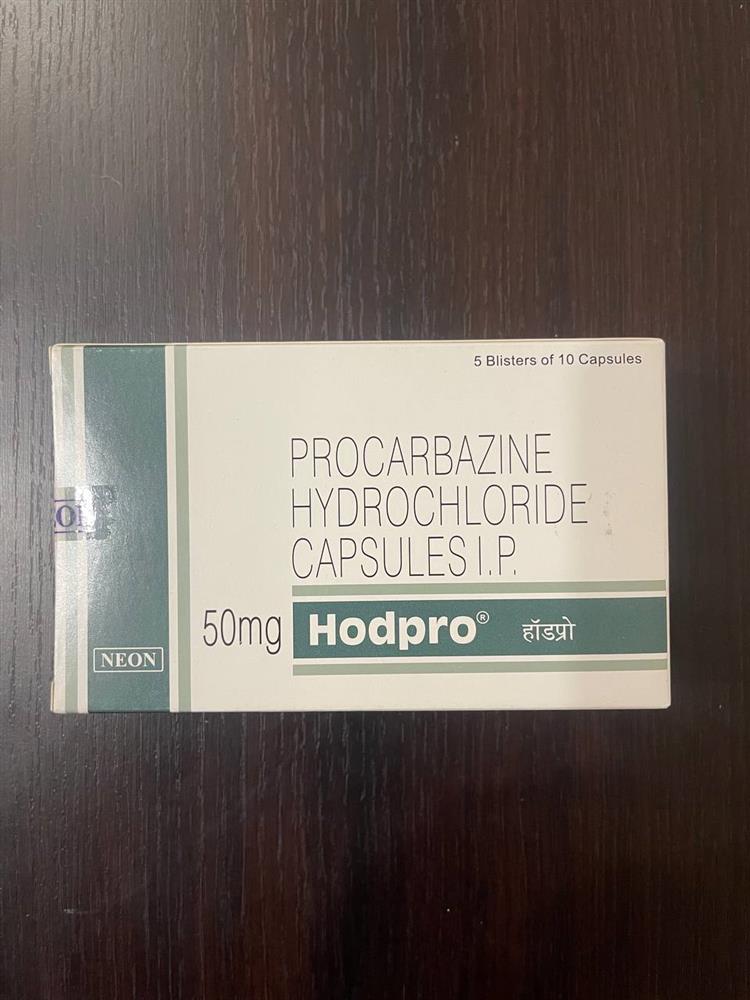 5 Blisters of 10 Capsules
PROCARBAZINE
HYDROCHLORIDE
CAPSULES I.P.
50mg Hodpro® हॉडप्रो
NEON